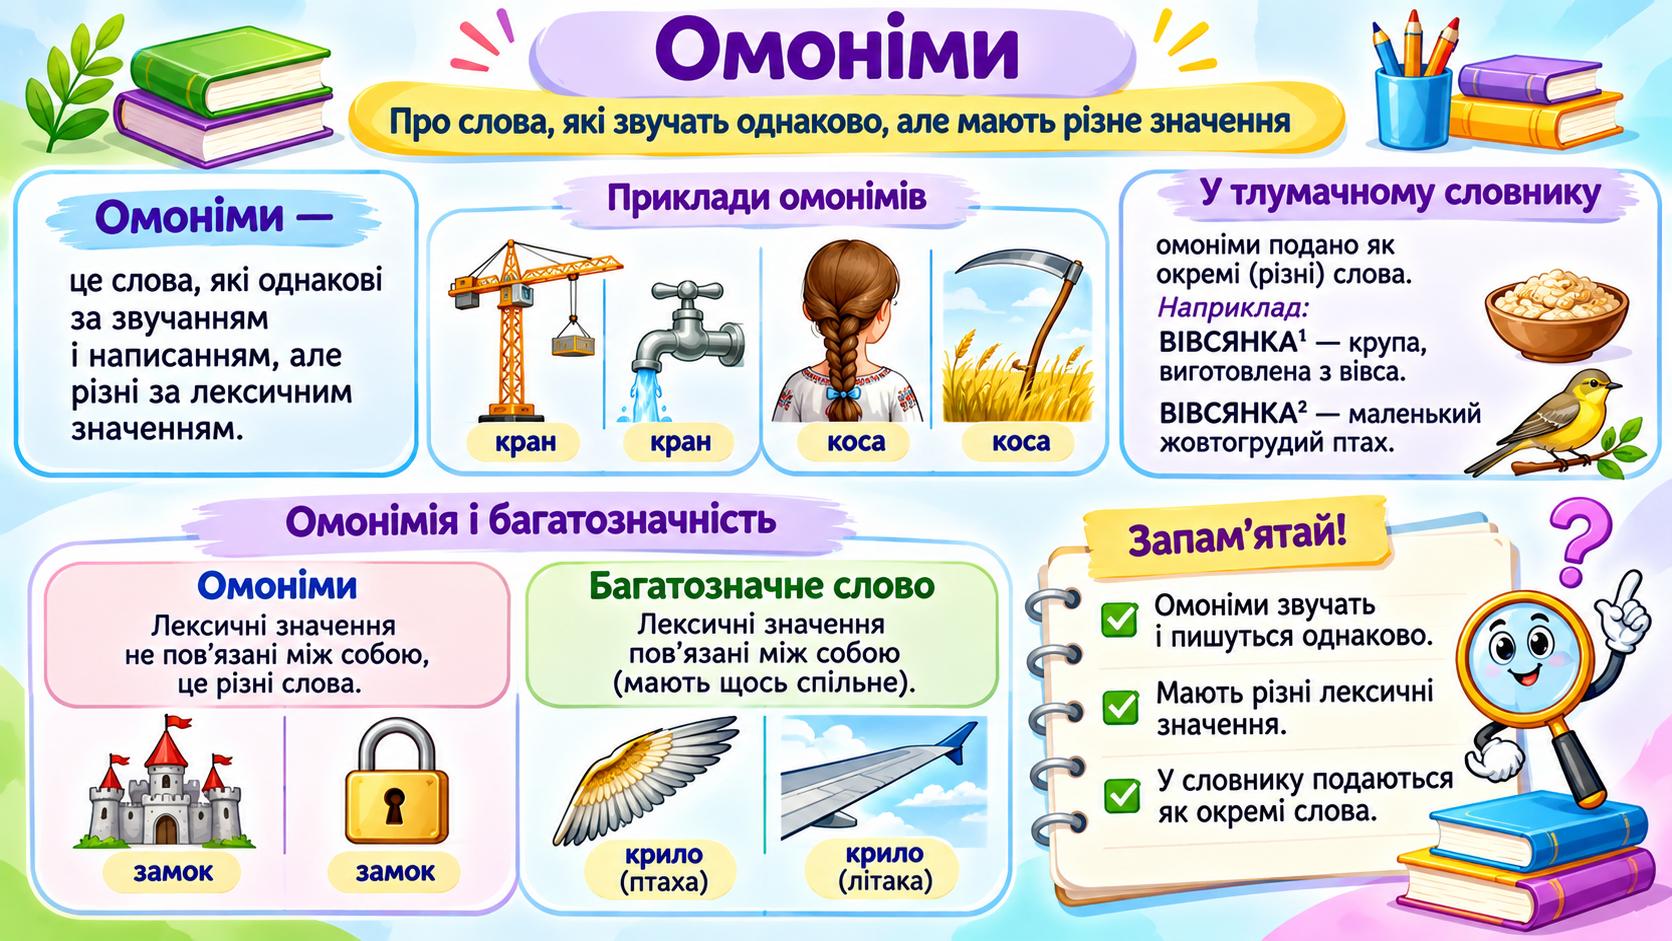 Омоніми
Про слова, які звучать однаково, але мають різне значення
Омоніми —
це слова, які однакові
за звучанням
і написанням, але
різні за лексичним
значенням.
Приклади омонімів
кран
кран
коса
коса
У тлумачному словнику
омоніми подано як
окремі (різні) слова.
Наприклад:
ВІВСЯНКА¹ — крупа,
виготовлена з вівса.
ВІВСЯНКА² — маленький
жовтогрудий птах.
Омонімія і багатозначність
Омоніми
Лексичні значення
не пов’язані між собою,
це різні слова.
замок
замок
Багатозначне слово
Лексичні значення
пов’язані між собою
(мають щось спільне).
крило
(птаха)
крило
(літака)
Запам’ятай!
Омоніми звучать
і пишуться однаково.
Мають різні лексичні
значення.
У словнику подаються
як окремі слова.